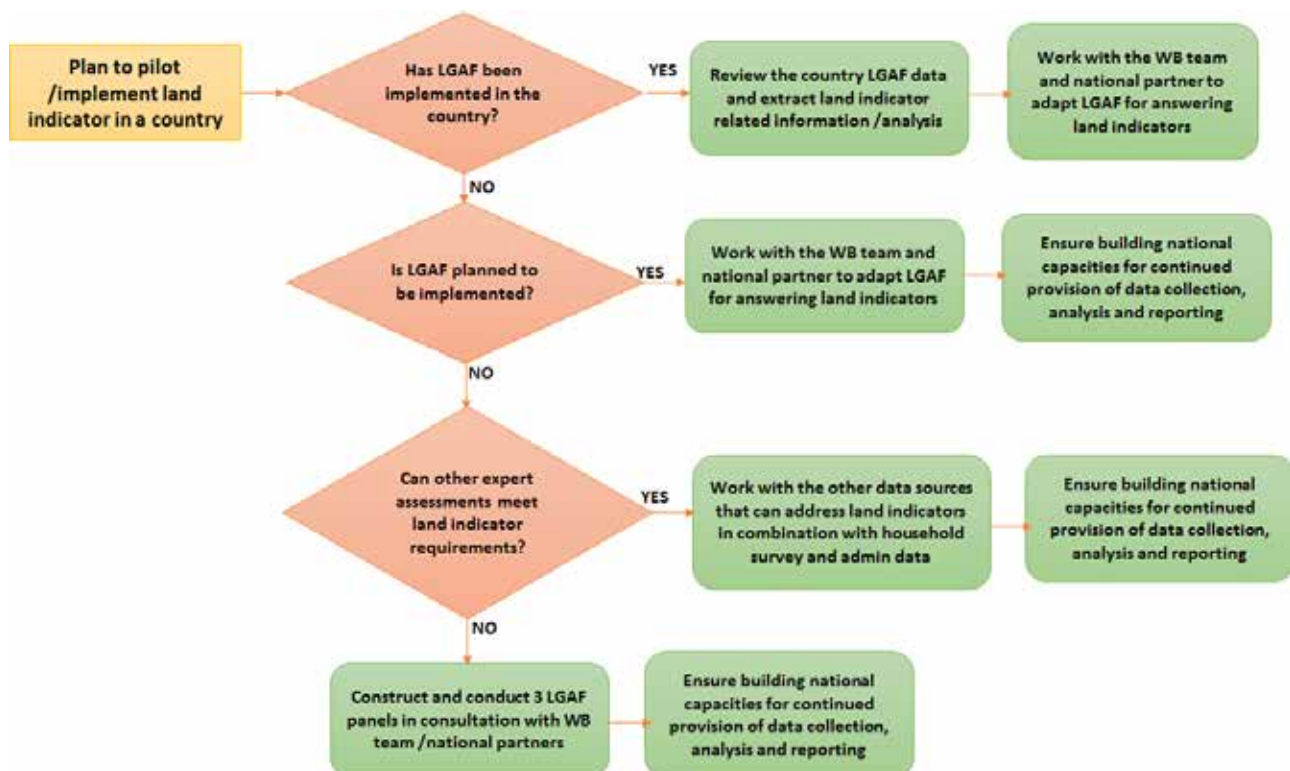 Plan to pilot
/implement land
indicator in a country
Has LGAF been
implemented in the
country?
YES
Review the country LGAF data
and extract land indicator
related information /analysis
Work with the WB team
and national partner to
adapt LGAF for answering
land indicators
NO
Is LGAF planned to
be implemented?
YES
Work with the WB team and
national partner to adapt LGAF
for answering land indicators
Ensure building national
capacities for continued
provision of data collection,
analysis and reporting
NO
Can other expert
assessments meet
land indicator
requirements?
YES
Work with the other data sources
that can address land indicators
in combination with household
survey and admin data
Ensure building national
capacities for continued
provision of data collection,
analysis and reporting
NO
Construct and conduct 3 LGAF
panels in consultation with WB
team /national partners
Ensure building national
capacities for continued
provision of data collection,
analysis and reporting